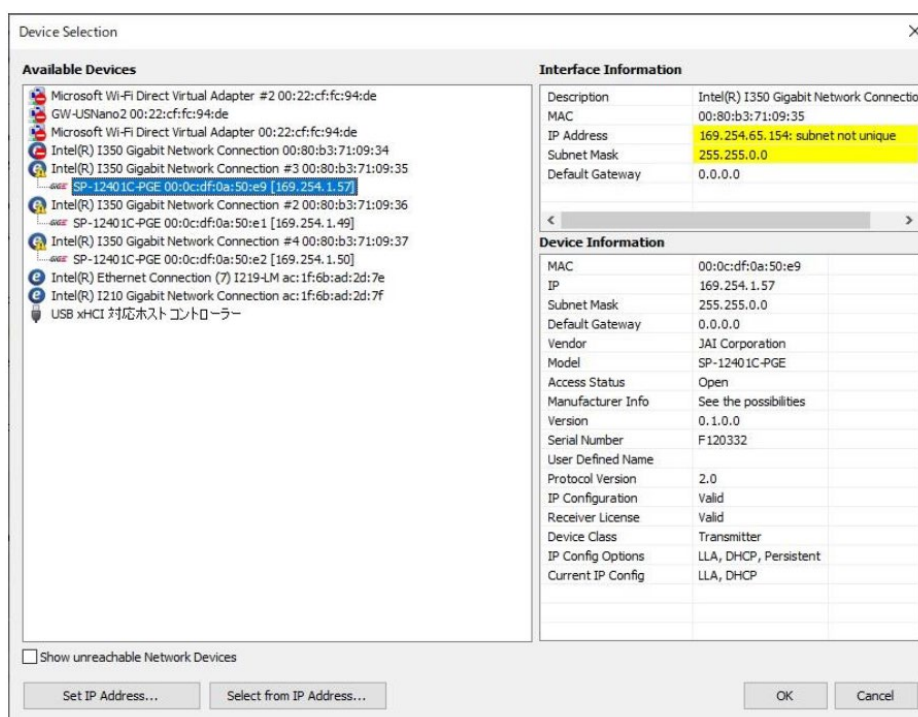 Device Selection
Available Devices
Microsoft Wi-Fi Direct Virtual Adapter #2 00:22:cf:fc:94:de
GW-USNano2 00:22:cf:fc:94:de
Microsoft Wi-Fi Direct Virtual Adapter 00:22:cf:fc:94:de
Intel(R) I350 Gigabit Network Connection 00:80:b3:71:09:34
Intel(R) I350 Gigabit Network Connection #3 00:80:b3:71:09:35
SP-12401C-PGE 00:0c:df:0a:50:e9 [169.254.1.57]
Intel(R) I350 Gigabit Network Connection #2 00:80:b3:71:09:36
SP-12401C-PGE 00:0c:df:0a:50:e1 [169.254.1.49]
Intel(R) I350 Gigabit Network Connection #4 00:80:b3:71:09:37
SP-12401C-PGE 00:0c:df:0a:50:e2 [169.254.1.50]
Intel(R) Ethernet Connection (7) I219-LM ac:1f:6b:ad:2d:7e
Intel(R) I210 Gigabit Network Connection ac:1f:6b:ad:2d:7f
USB xHCI 対応ホスト コントローラー
Show unreachable Network Devices
Set IP Address...
Select from IP Address...
Interface Information
Description Intel(R) I350 Gigabit Network Connectio
MAC 00:80:b3:71:09:35
IP Address 169.254.65.154: subnet not unique
Subnet Mask 255.255.0.0
Default Gateway 0.0.0.0
Device Information
MAC 00:0c:df:0a:50:e9
IP 169.254.1.57
Subnet Mask 255.255.0.0
Default Gateway 0.0.0.0
Vendor JAI Corporation
Model SP-12401C-PGE
Access Status Open
Manufacturer Info See the possibilities
Version 0.1.0.0
Serial Number F120332
User Defined Name
Protocol Version 2.0
IP Configuration Valid
Receiver License Valid
Device Class Transmitter
IP Config Options LLA, DHCP, Persistent
Current IP Config LLA, DHCP
OK
Cancel